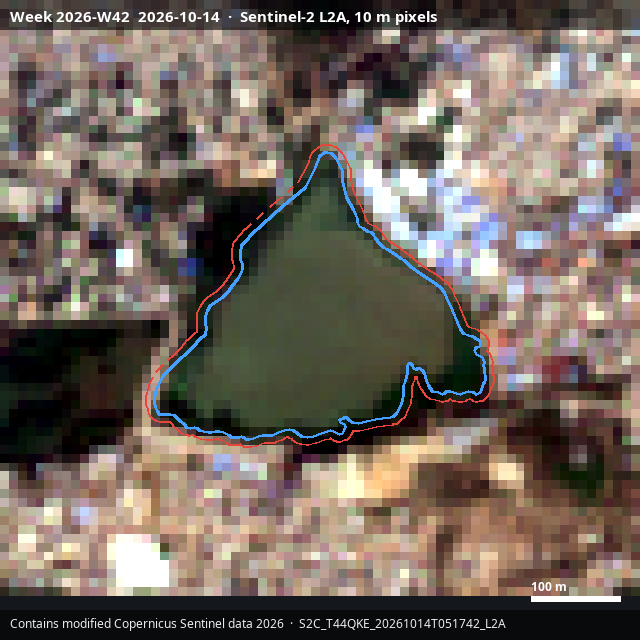 Week 2026-W42  2026-10-14  ·  Sentinel-2 L2A, 10 m pixels
100 m
Contains modified Copernicus Sentinel data 2026  ·  S2C_T44QKE_20261014T051742_L2A